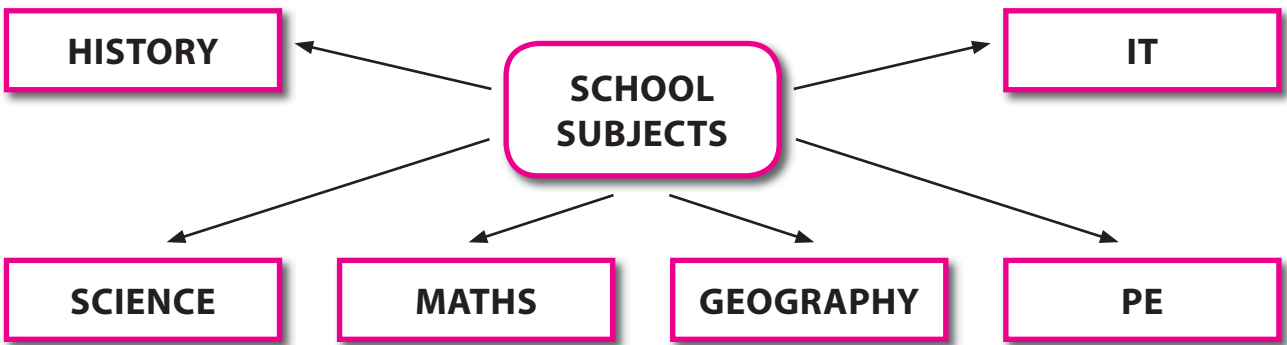 HISTORY
SCHOOL
SUBJECTS
IT
SCIENCE
MATHS
GEOGRAPHY
PE